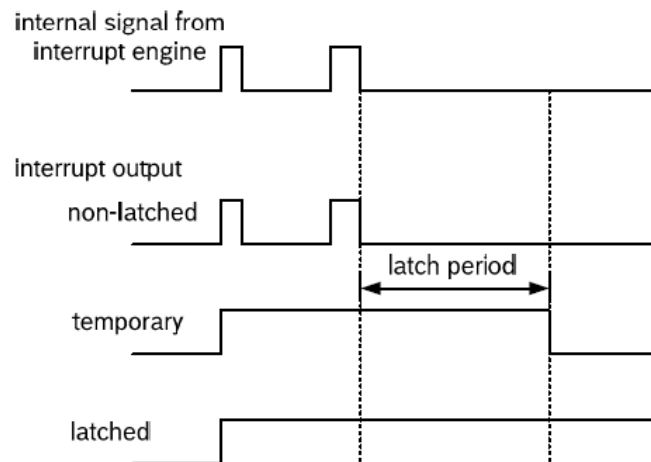 internal signal from
interrupt engine
interrupt output
non-latched
latch period
temporary
latched